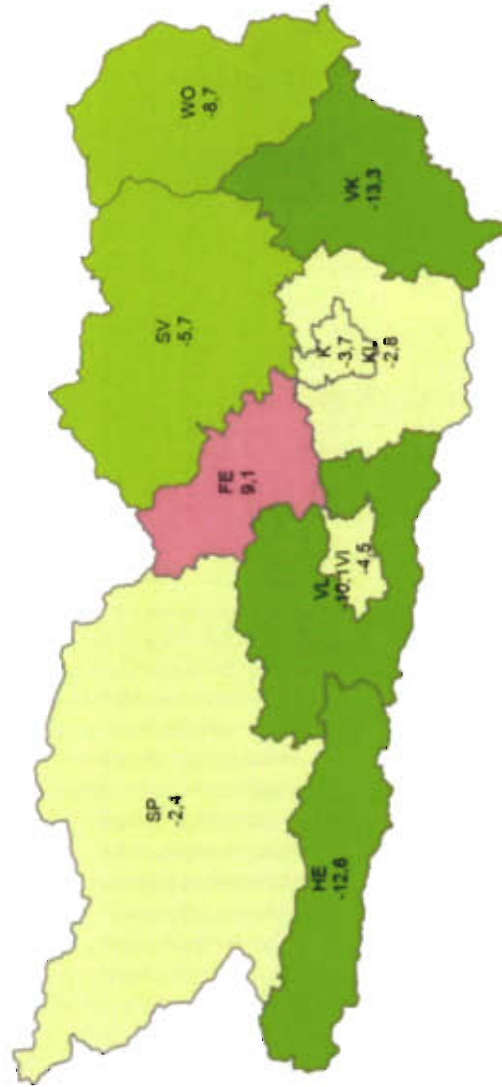 SP
-2,4
FE
9,1
SV
-5,7
WO
-8,7
HE
-12,6
VL
-10,1
VI
-4,5
K
-3,7
KL
-2,8
VK
-13,3